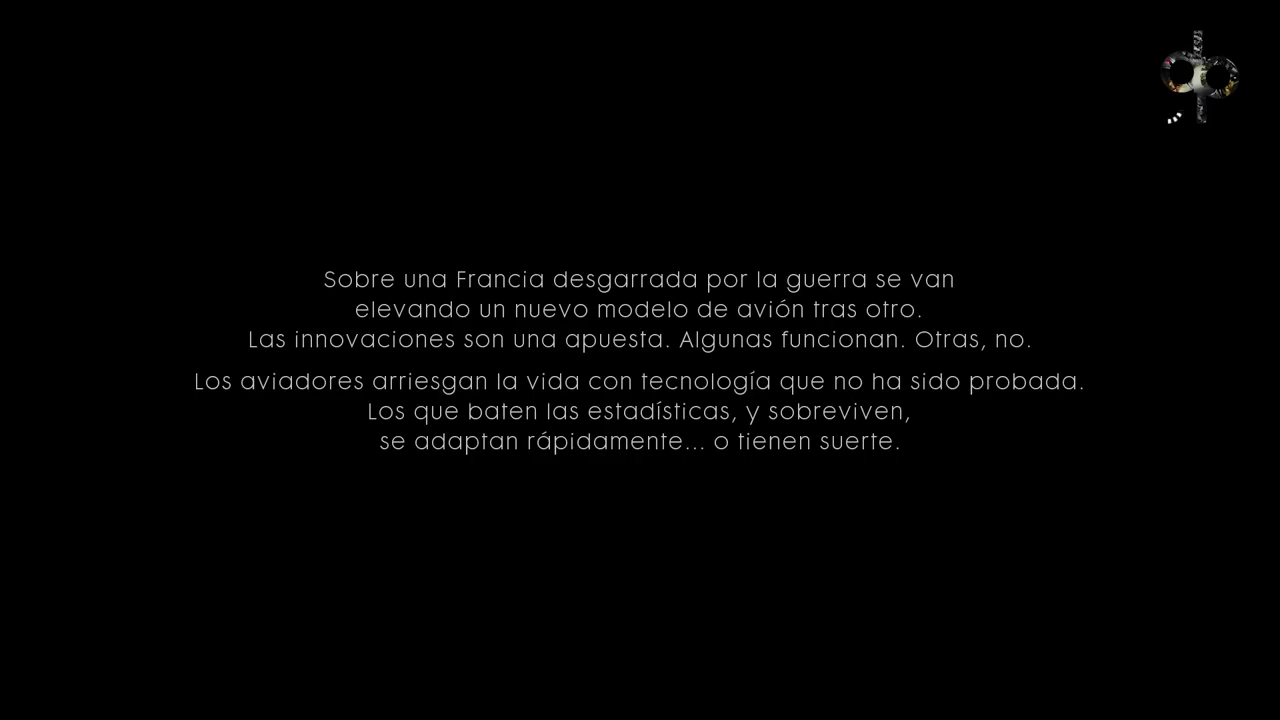 Sobre una Francia desgarrada por la guerra se van
elevando un nuevo modelo de avión tras otro.
Las innovaciones son una apuesta. Algunas funcionan. Otras, no.
Los aviadores arriesgan la vida con tecnología que no ha sido probada.
Los que baten las estadísticas, y sobreviven,
se adaptan rápidamente... o tienen suerte.